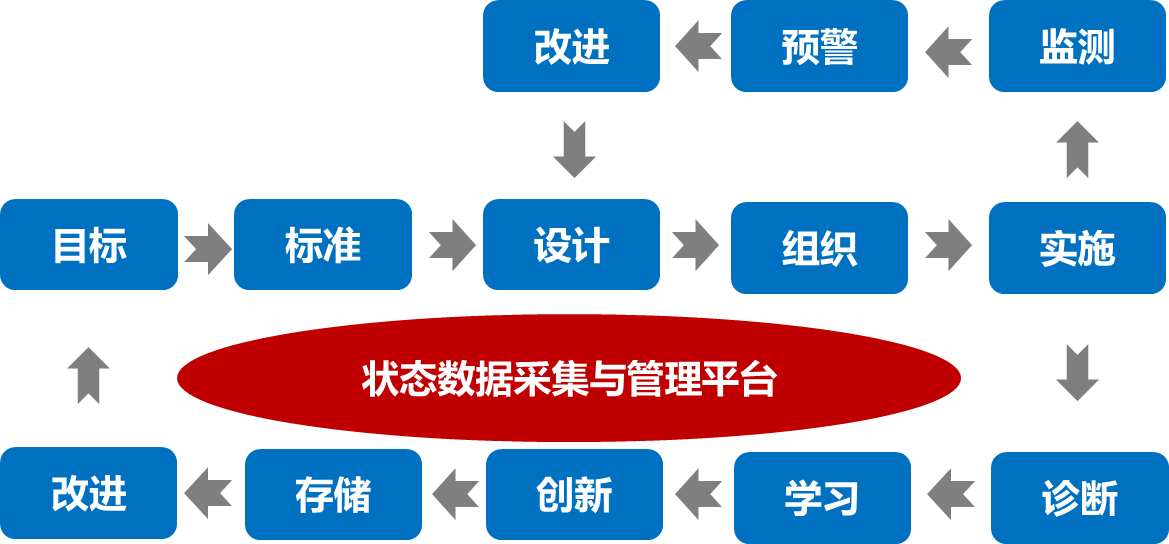 改进
预警
监测
目标
标准
设计
组织
实施
状态数据采集与管理平台
改进
存储
创新
学习
诊断